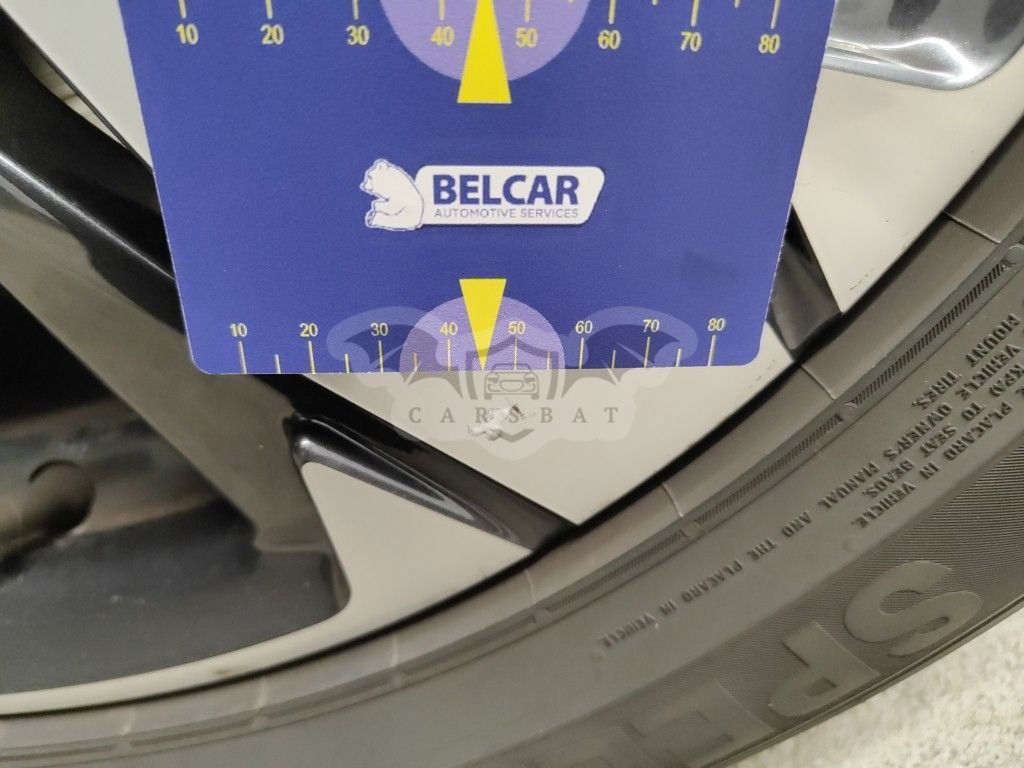 10 20 30 40 50 60 70 80
BELCAR
AUTOMOTIVE SERVICES
10 20 30 40 50 60 70 80
CARSBAT
PLACARD IN VEHICLE.
TO SEAT BEADS.
VEHICLE OWNER'S MANUAL AND THE PLACARD IN VEHICLE
MOUNT TIRES.
SPE